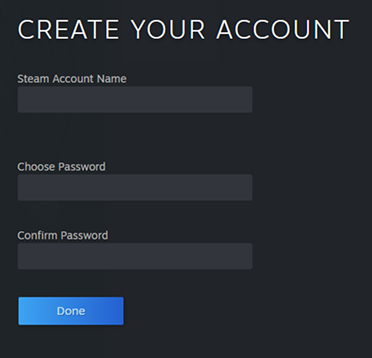 CREATE YOUR ACCOUNT
Steam Account Name
Choose Password
Confirm Password
Done